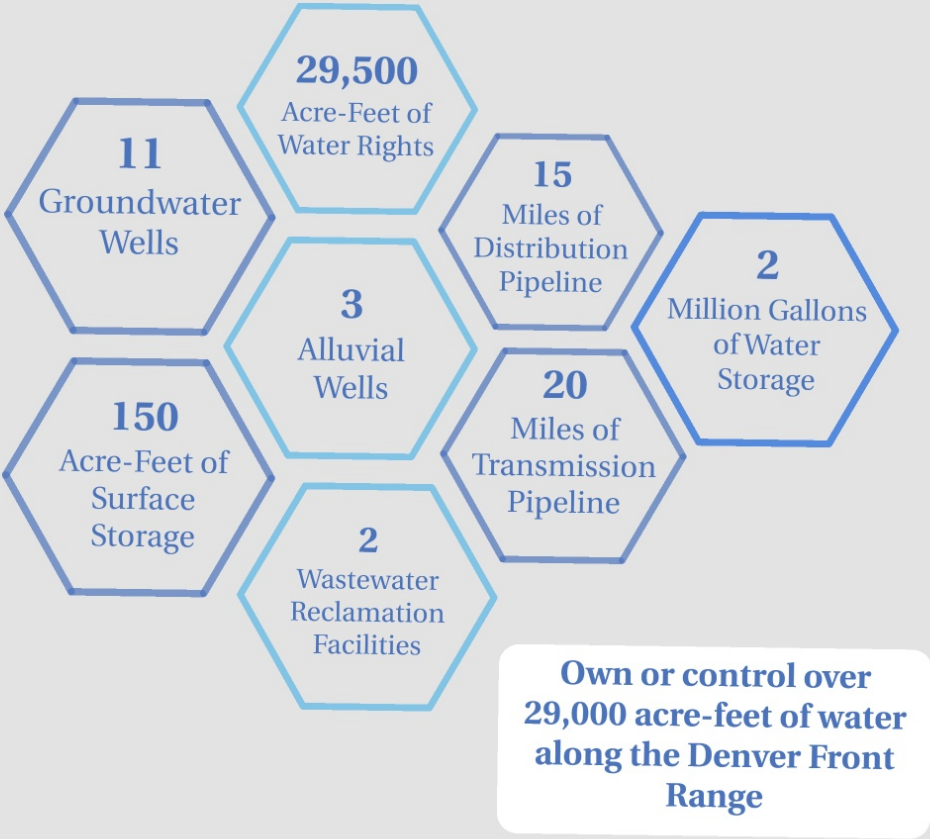 29,500
Acre-Feet of
Water Rights
11
Groundwater
Wells
15
Miles of
Distribution
Pipeline
2
Million Gallons
of Water
Storage
3
Alluvial
Wells
150
Acre-Feet of
Surface
Storage
20
Miles of
Transmission
Pipeline
2
Wastewater
Reclamation
Facilities
Own or control over
29,000 acre-feet of water
along the Denver Front
Range